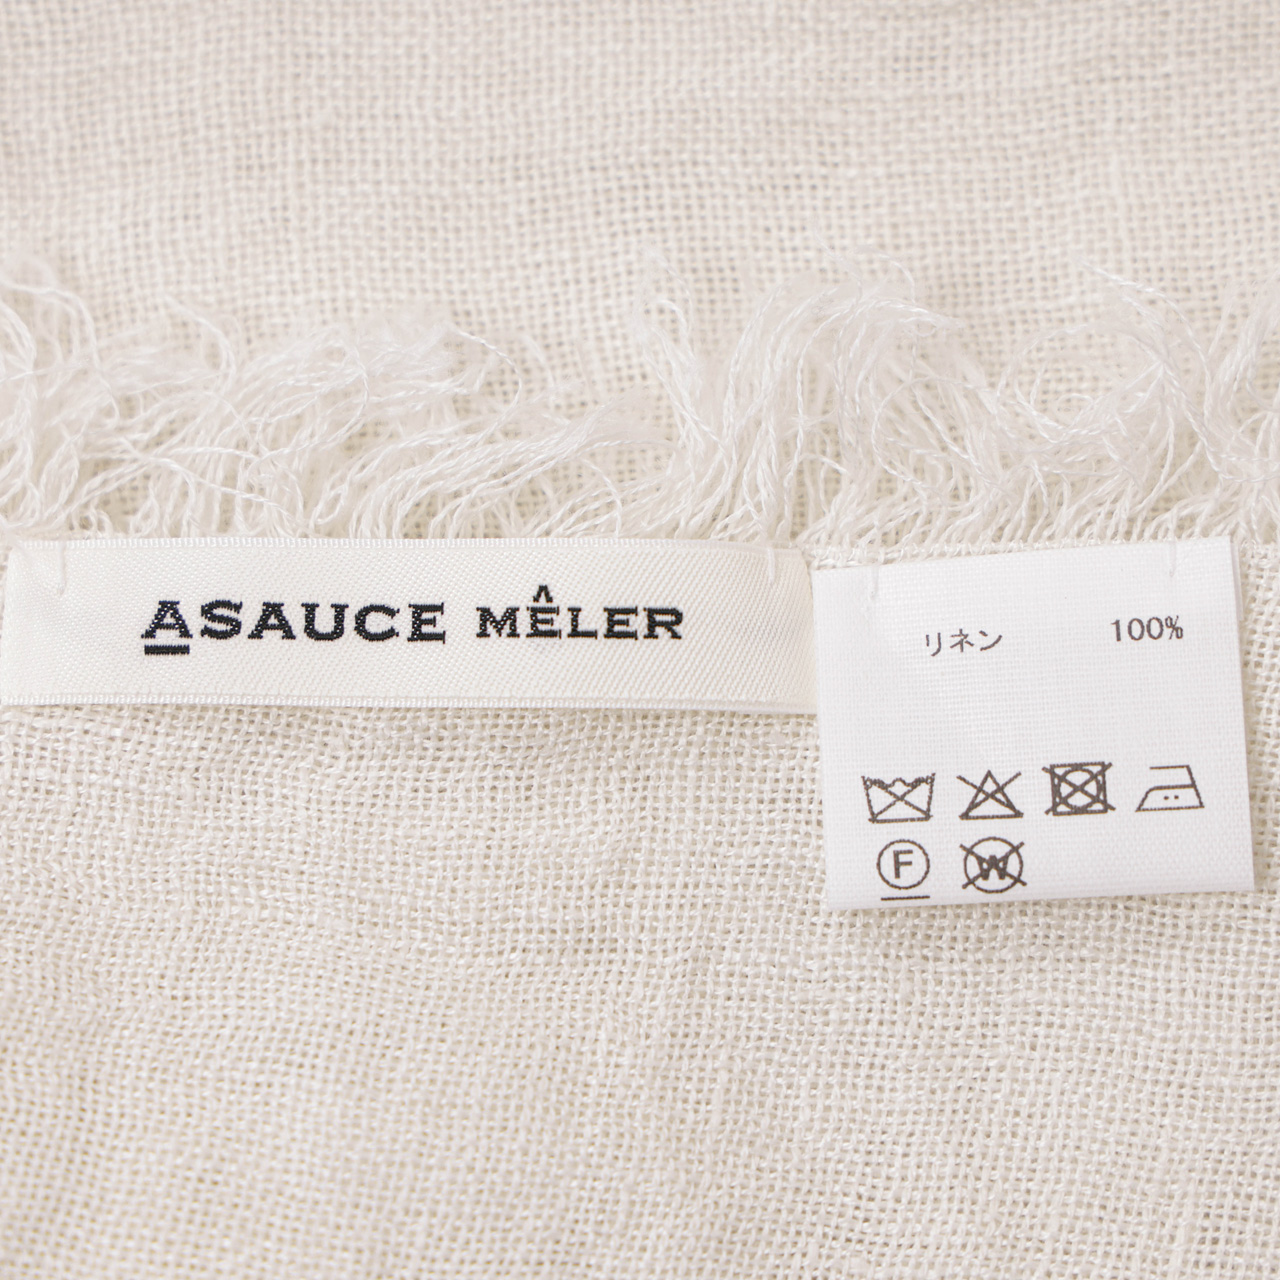 ASAUCE MÊLER
リネン 100%
F W